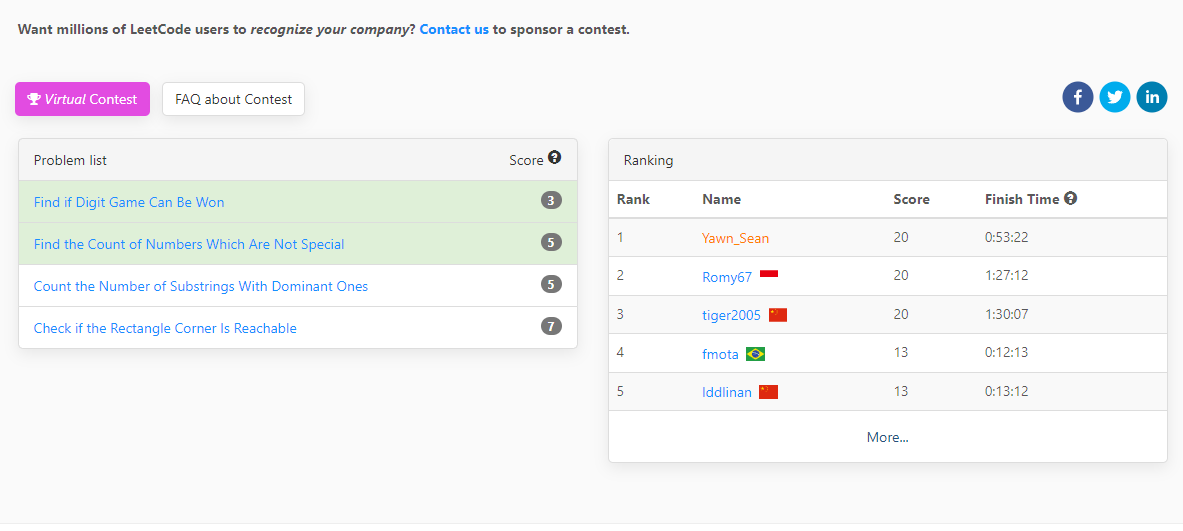 Want millions of LeetCode users to recognize your company? Contact us to sponsor a contest.
Virtual Contest FAQ about Contest
Problem list Score
Find if Digit Game Can Be Won 3
Find the Count of Numbers Which Are Not Special 5
Count the Number of Substrings With Dominant Ones 5
Check if the Rectangle Corner Is Reachable 7
Ranking
Rank Name Score Finish Time
1 Yawn_Sean 20 0:53:22
2 Romy67 20 1:27:12
3 tiger2005 20 1:30:07
4 fmota 13 0:12:13
5 lddlinan 13 0:13:12
More...